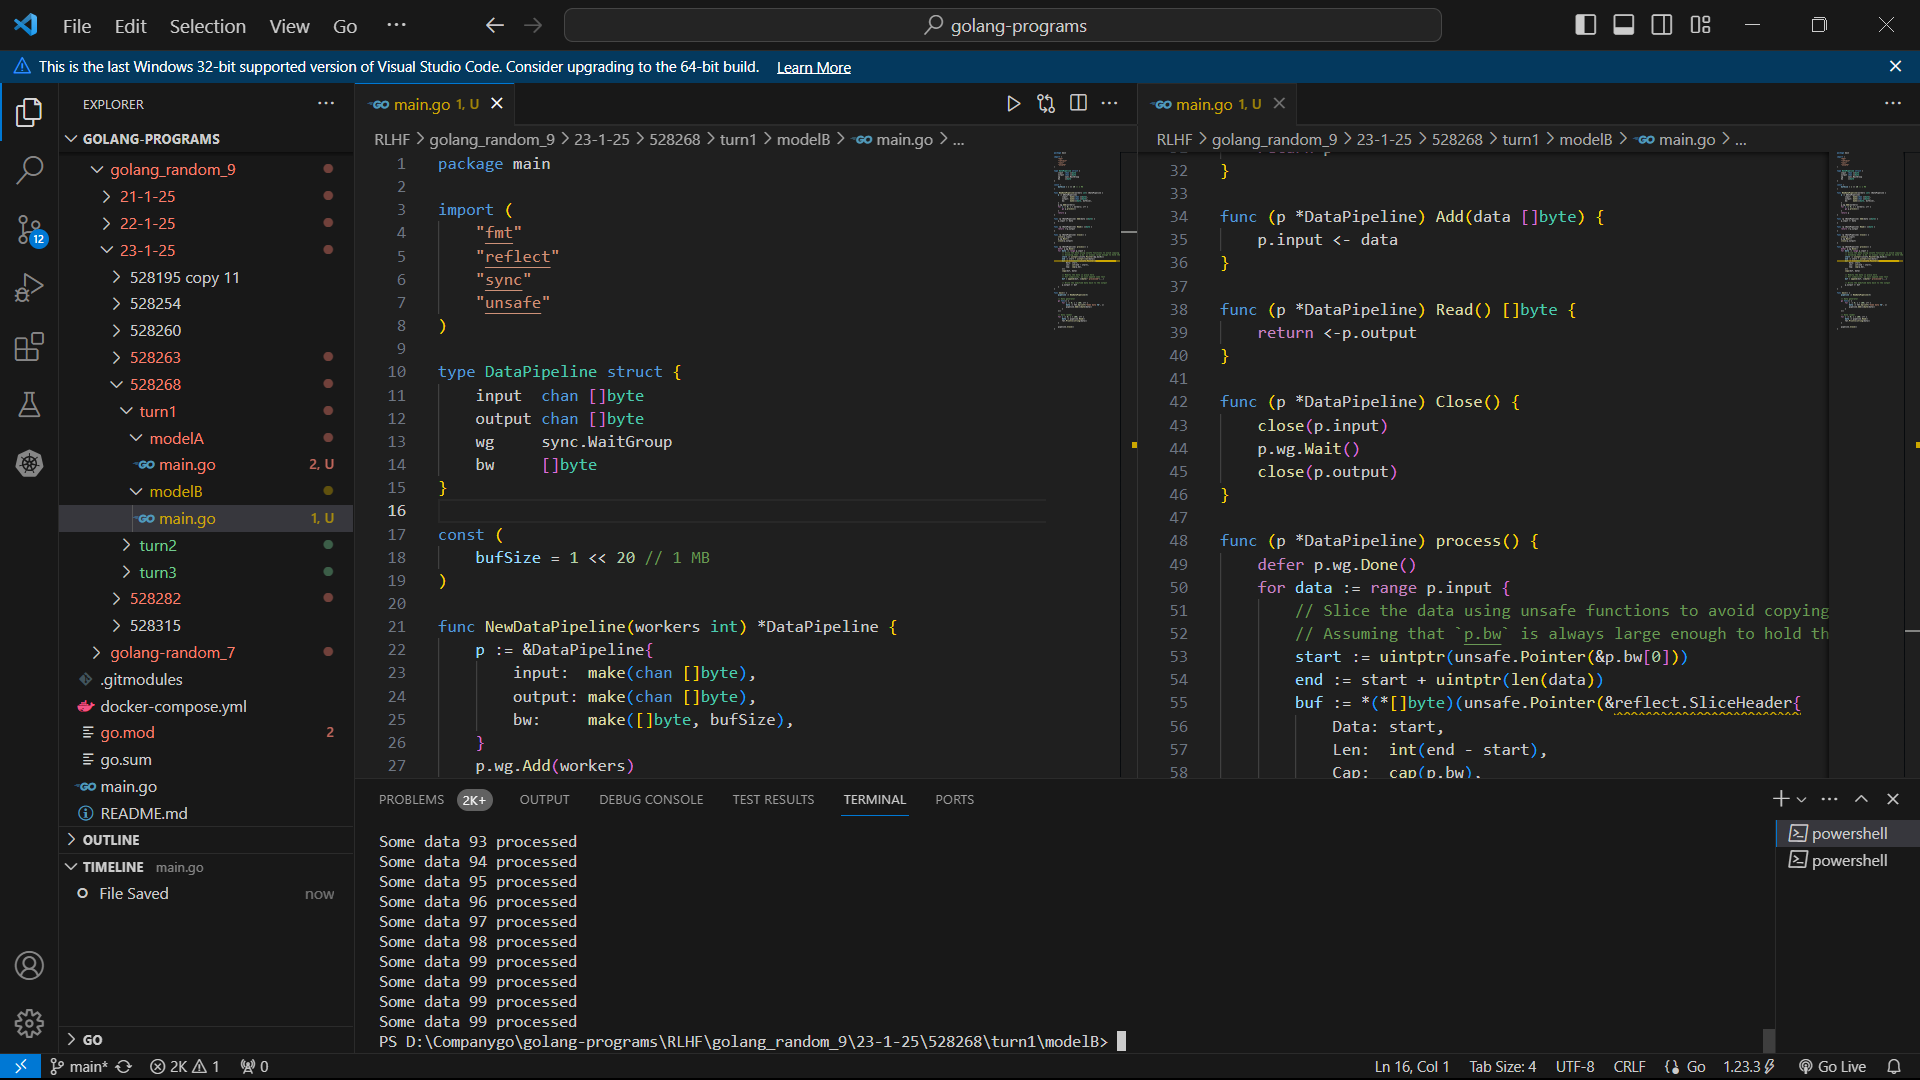 File Edit Selection View Go ···
golang-programs
This is the last Windows 32-bit supported version of Visual Studio Code. Consider upgrading to the 64-bit build. Learn More
EXPLORER
GOLANG-PROGRAMS
golang_random_9
21-1-25
22-1-25
23-1-25
528195 copy 11
528254
528260
528263
528268
turn1
modelA
main.go 2, U
modelB
main.go 1, U
turn2
turn3
528282
528315
golang-random_7
.gitmodules
docker-compose.yml
go.mod 2
go.sum
main.go
README.md
OUTLINE
TIMELINE main.go
File Saved now
GO
12
main.go 1, U
RLHF > golang_random_9 > 23-1-25 > 528268 > turn1 > modelB > main.go > ...
1 package main
2
3 import (
4 "fmt"
5 "reflect"
6 "sync"
7 "unsafe"
8 )
9
10 type DataPipeline struct {
11 input chan []byte
12 output chan []byte
13 wg sync.WaitGroup
14 bw []byte
15 }
16
17 const (
18 bufSize = 1 << 20 // 1 MB
19 )
20
21 func NewDataPipeline(workers int) *DataPipeline {
22 p := &DataPipeline{
23 input: make(chan []byte),
24 output: make(chan []byte),
25 bw: make([]byte, bufSize),
26 }
27 p.wg.Add(workers)
main.go 1, U
RLHF > golang_random_9 > 23-1-25 > 528268 > turn1 > modelB > main.go > ...
32 }
33
34 func (p *DataPipeline) Add(data []byte) {
35 p.input <- data
36 }
37
38 func (p *DataPipeline) Read() []byte {
39 return <-p.output
40 }
41
42 func (p *DataPipeline) Close() {
43 close(p.input)
44 p.wg.Wait()
45 close(p.output)
46 }
47
48 func (p *DataPipeline) process() {
49 defer p.wg.Done()
50 for data := range p.input {
51 // Slice the data using unsafe functions to avoid copying
52 // Assuming that `p.bw` is always large enough to hold th
53 start := uintptr(unsafe.Pointer(&p.bw[0]))
54 end := start + uintptr(len(data))
55 buf := *(*[]byte)(unsafe.Pointer(&reflect.SliceHeader{
56 Data: start,
57 Len: int(end - start),
58 Cap: cap(p.bw),
PROBLEMS 2K+ OUTPUT DEBUG CONSOLE TEST RESULTS TERMINAL PORTS
Some data 93 processed
Some data 94 processed
Some data 95 processed
Some data 96 processed
Some data 97 processed
Some data 98 processed
Some data 99 processed
Some data 99 processed
Some data 99 processed
Some data 99 processed
PS D:\Companygo\golang-programs\RLHF\golang_random_9\23-1-25\528268\turn1\modelB>
powershell
powershell
main* 2K 1 0
Ln 16, Col 1 Tab Size: 4 UTF-8 CRLF Go 1.23.3 Go Live